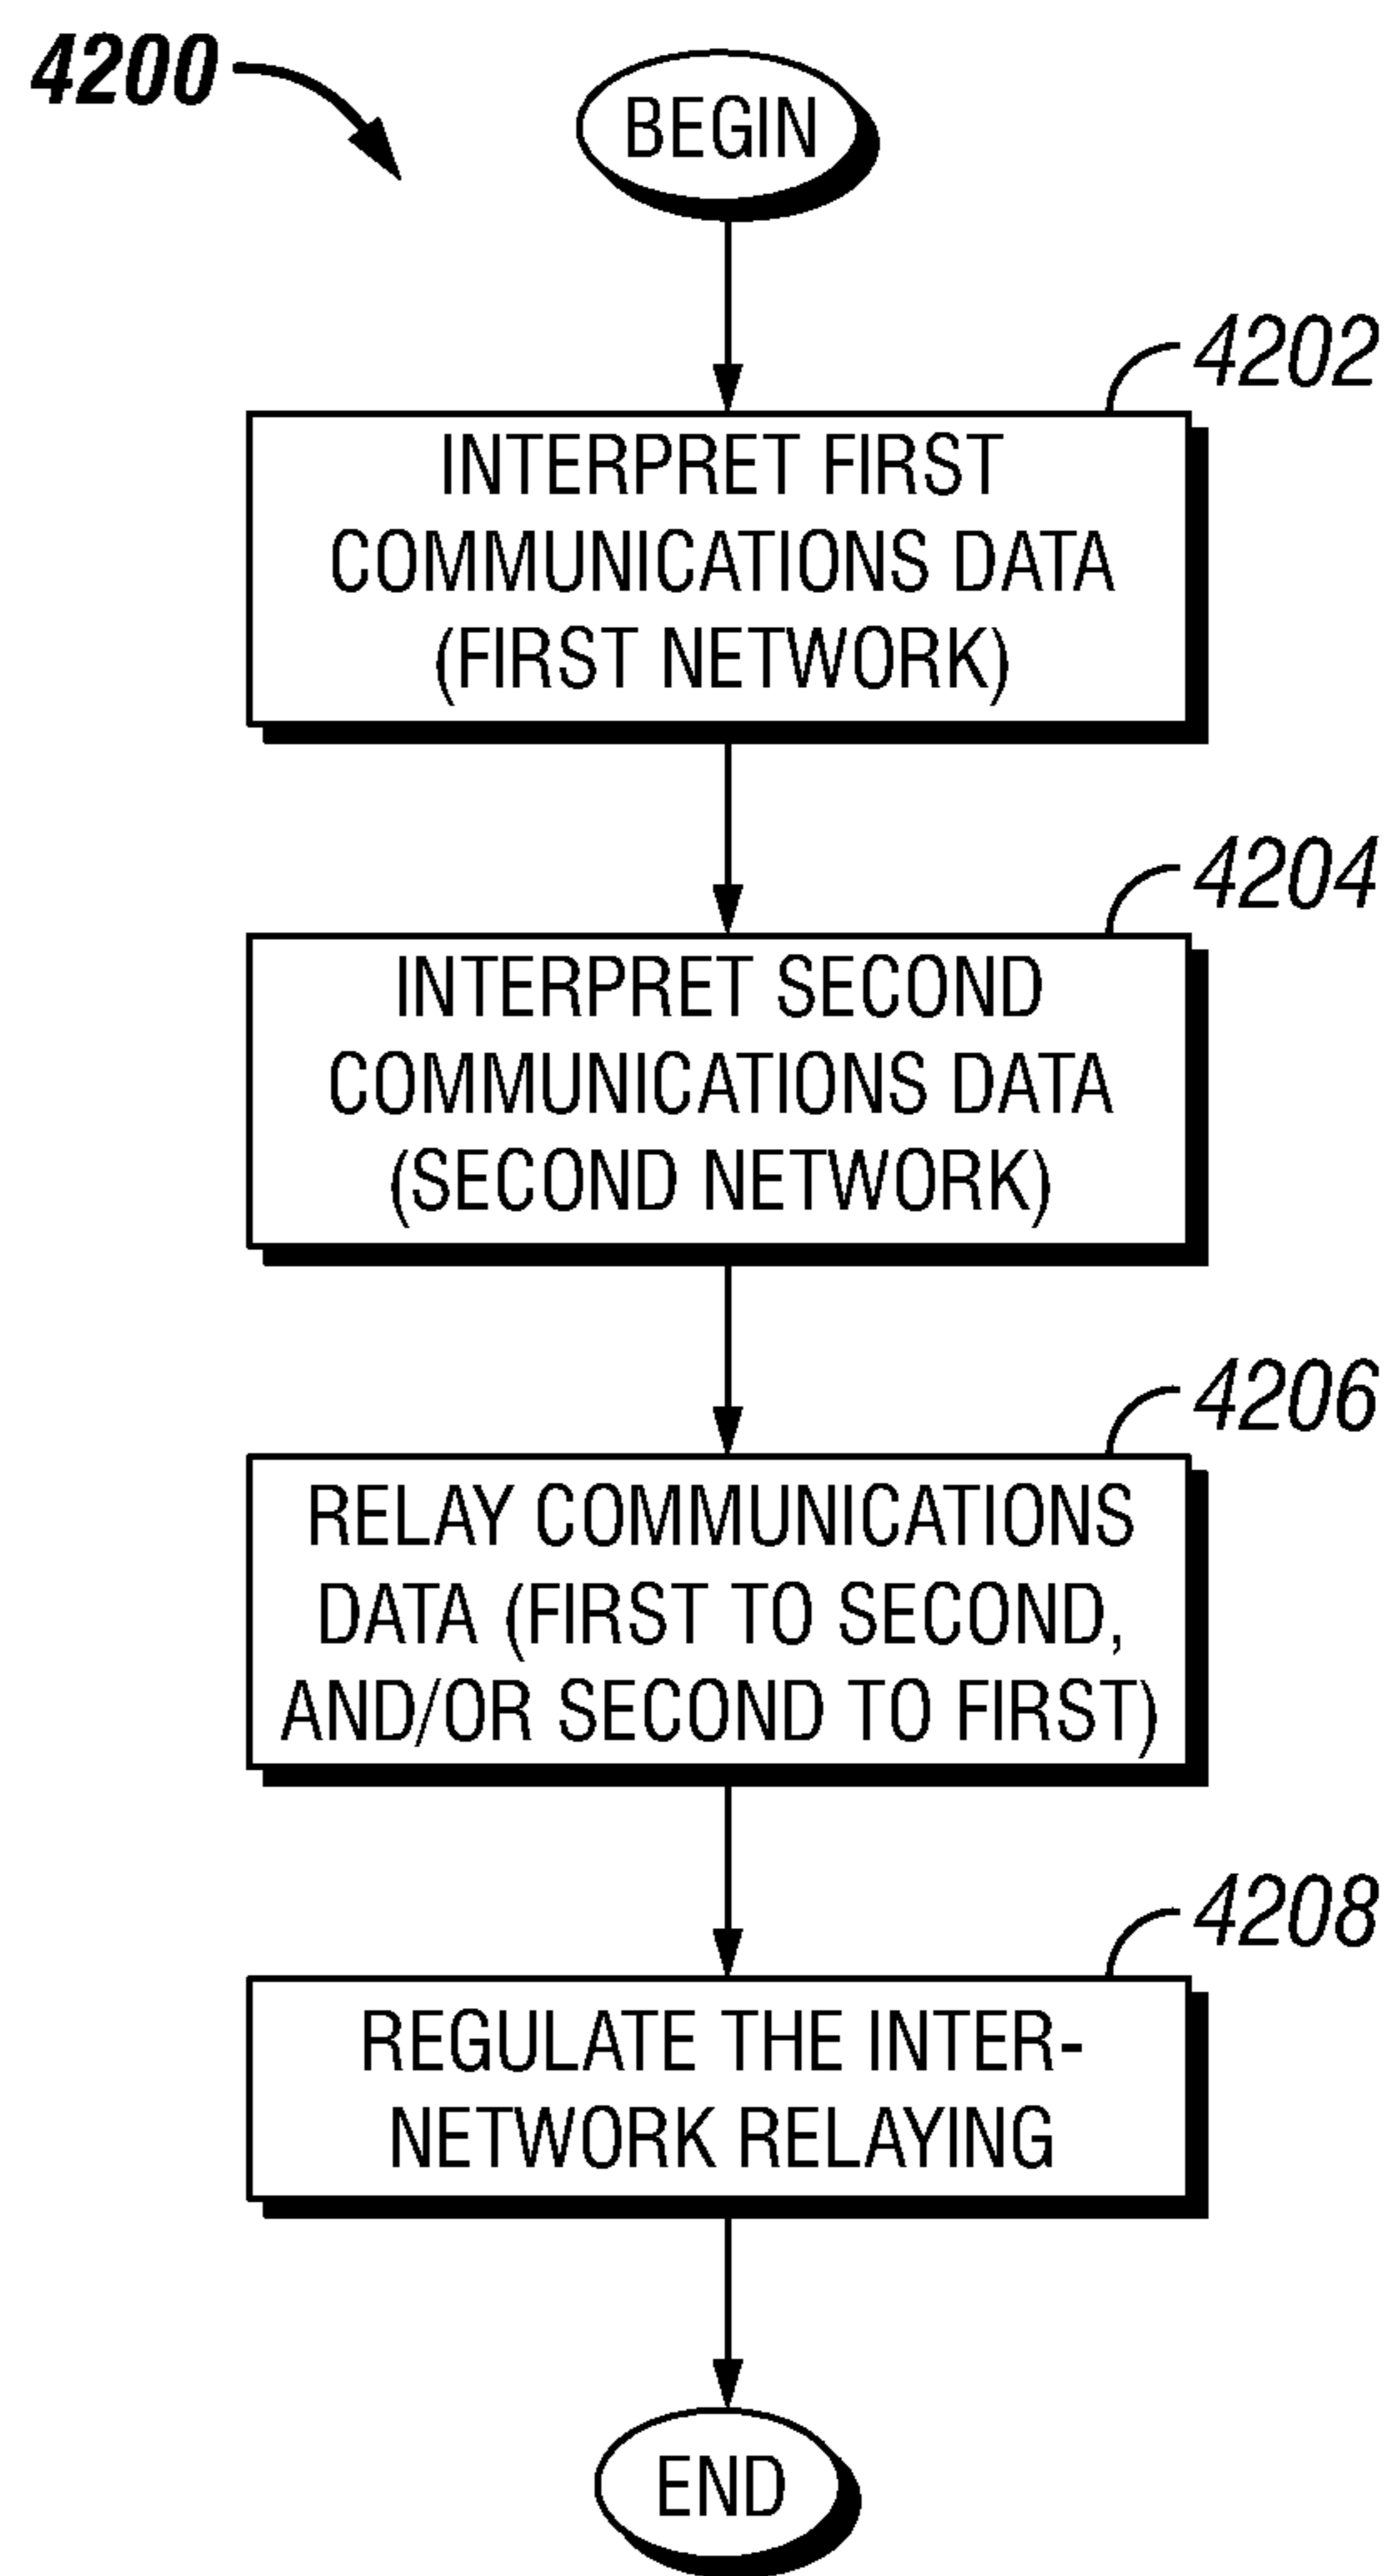 4200
BEGIN
4202
INTERPRET FIRST
COMMUNICATIONS DATA
(FIRST NETWORK)
4204
INTERPRET SECOND
COMMUNICATIONS DATA
(SECOND NETWORK)
4206
RELAY COMMUNICATIONS
DATA (FIRST TO SECOND,
AND/OR SECOND TO FIRST)
4208
REGULATE THE INTER-
NETWORK RELAYING
END